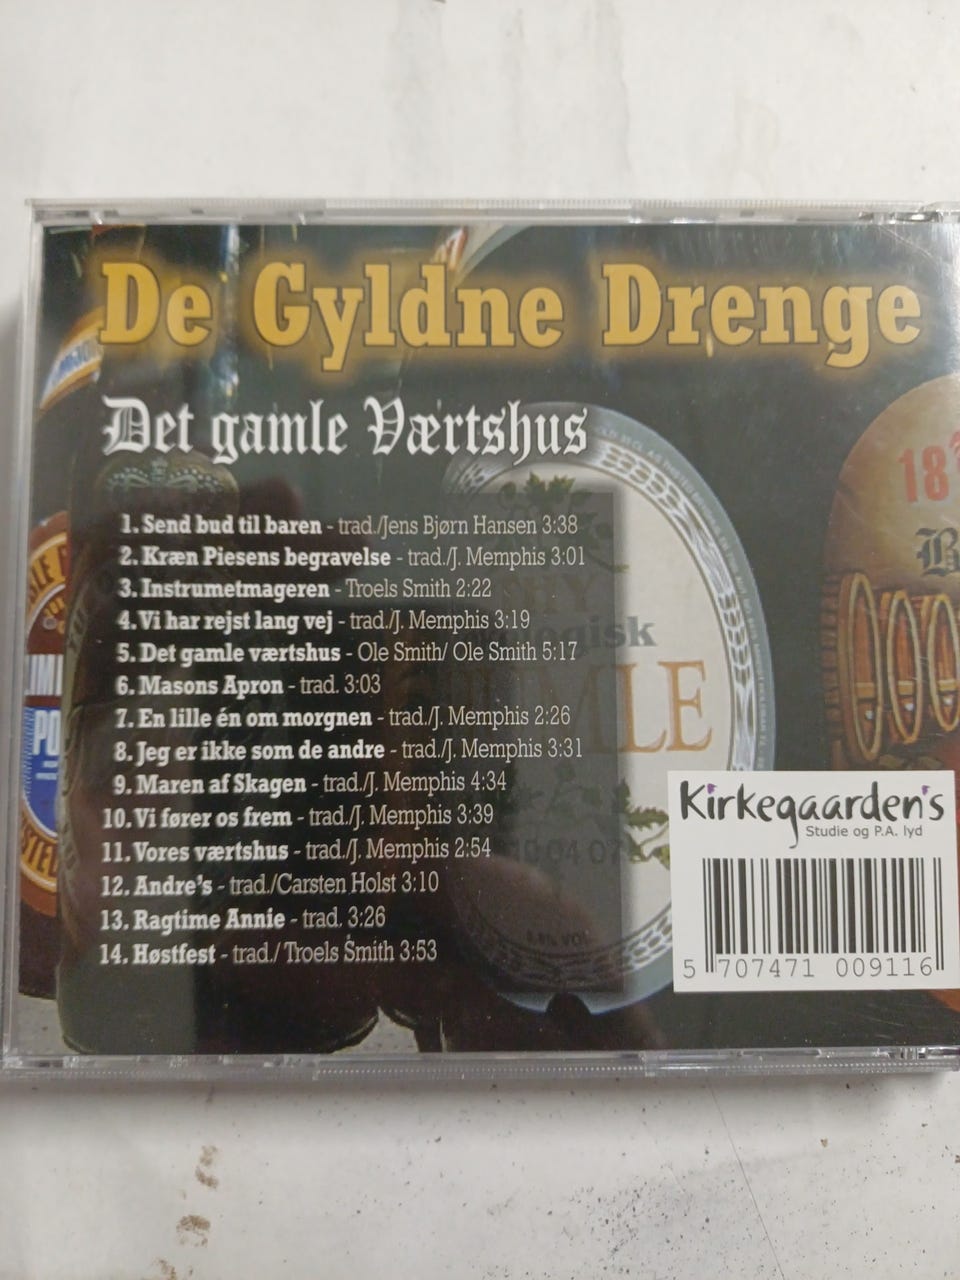 De Gyldne Drenge
Det gamle Værtshus
1. Send bud til baren - trad./Jens Bjørn Hansen 3:38
2. Kræn Piesens begravelse - trad./J. Memphis 3:01
3. Instrumetmageren - Troels Smith 2:22
4. Vi har rejst lang vej - trad./J. Memphis 3:19
5. Det gamle værtshus - Ole Smith/ Ole Smith 5:17
6. Masons Apron - trad. 3:03
7. En lille én om morgnen - trad./J. Memphis 2:26
8. Jeg er ikke som de andre - trad./J. Memphis 3:31
9. Maren af Skagen - trad./J. Memphis 4:34
10. Vi fører os frem - trad./J. Memphis 3:39
11. Vores værtshus - trad./J. Memphis 2:54
12. Andre's - trad./Carsten Holst 3:10
13. Ragtime Annie - trad. 3:26
14. Høstfest - trad./ Troels Smith 3:53
18
Kirkegaarden's
Studie og P.A. lyd
5 707471 009116